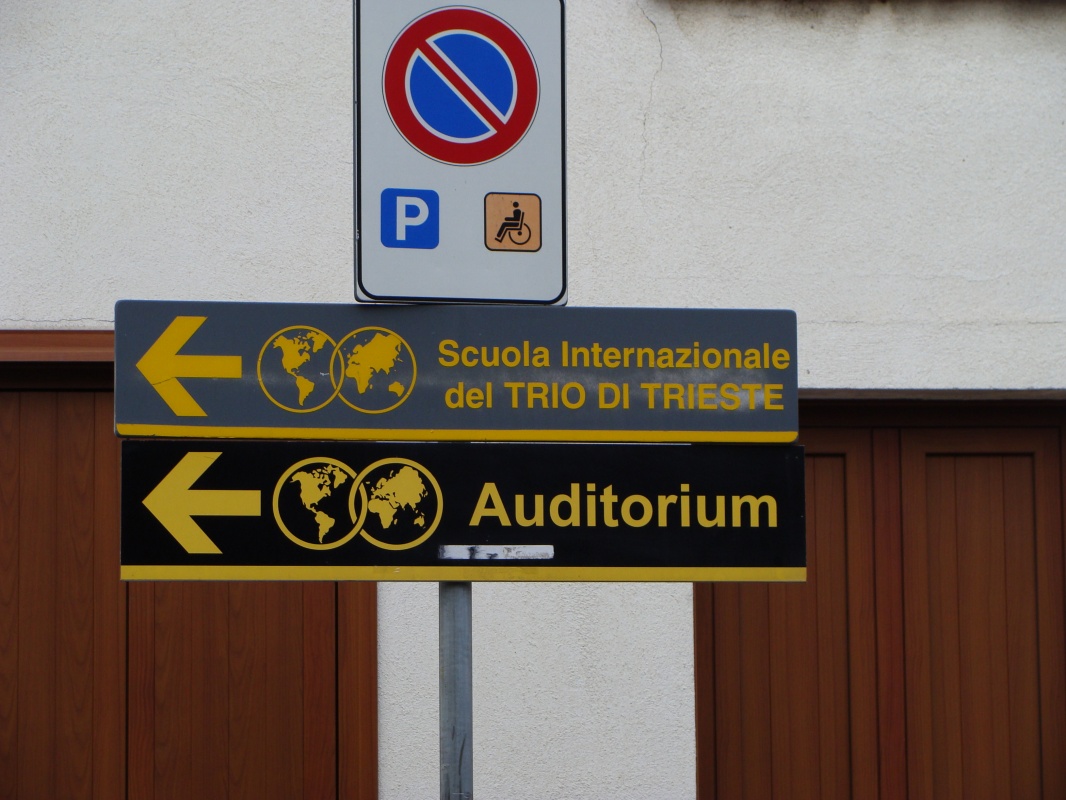 P
Scuola Internazionale
del TRIO DI TRIESTE
Auditorium